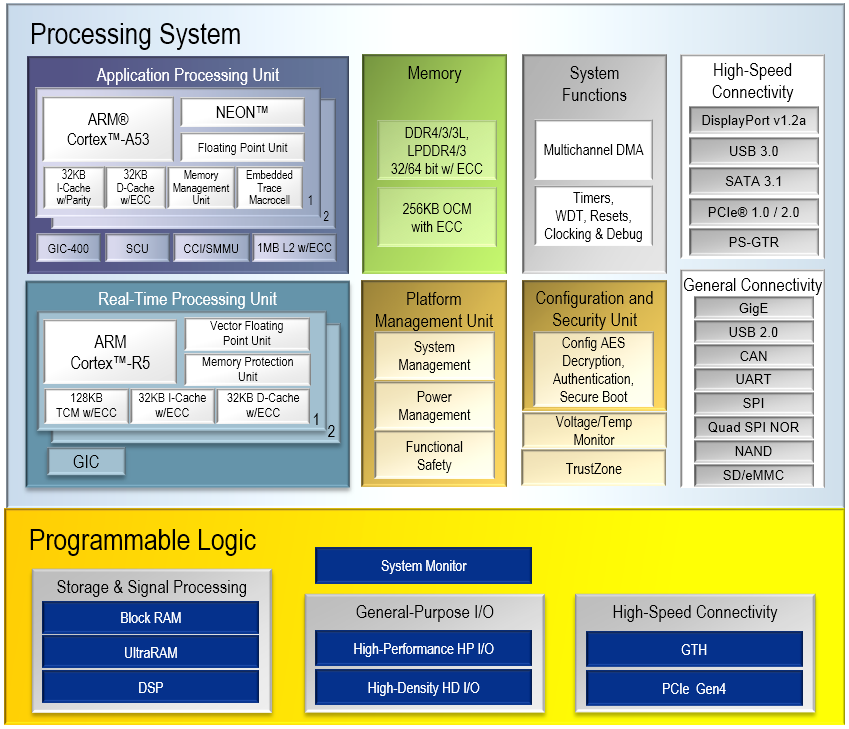 Processing System
Application Processing Unit
ARM®
Cortex™-A53
NEON™
Floating Point Unit
32KB
I-Cache
w/Parity
32KB
D-Cache
w/ECC
Memory
Management
Unit
Embedded
Trace
Macrocell
1
2
GIC-400
SCU
CCI/SMMU
1MB L2 w/ECC
Memory
DDR4/3/3L,
LPDDR4/3
32/64 bit w/ ECC
256KB OCM
with ECC
System
Functions
Multichannel DMA
Timers,
WDT, Resets,
Clocking & Debug
High-Speed
Connectivity
DisplayPort v1.2a
USB 3.0
SATA 3.1
PCIe® 1.0 / 2.0
PS-GTR
Real-Time Processing Unit
ARM
Cortex™-R5
Vector Floating
Point Unit
Memory Protection
Unit
128KB
TCM w/ECC
32KB I-Cache
w/ECC
32KB D-Cache
w/ECC
1
2
GIC
Platform
Management Unit
System
Management
Power
Management
Functional
Safety
Configuration and
Security Unit
Config AES
Decryption,
Authentication,
Secure Boot
Voltage/Temp
Monitor
TrustZone
General Connectivity
GigE
USB 2.0
CAN
UART
SPI
Quad SPI NOR
NAND
SD/eMMC
Programmable Logic
Storage & Signal Processing
Block RAM
UltraRAM
DSP
System Monitor
General-Purpose I/O
High-Performance HP I/O
High-Density HD I/O
High-Speed Connectivity
GTH
PCIe Gen4